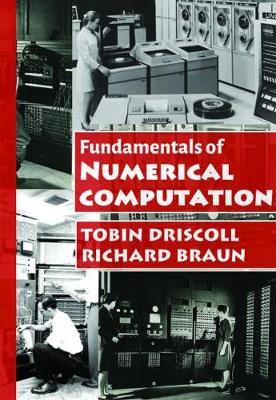 Fundamentals of
NUMERICAL
COMPUTATION
TOBIN DRISCOLL
RICHARD BRAUN